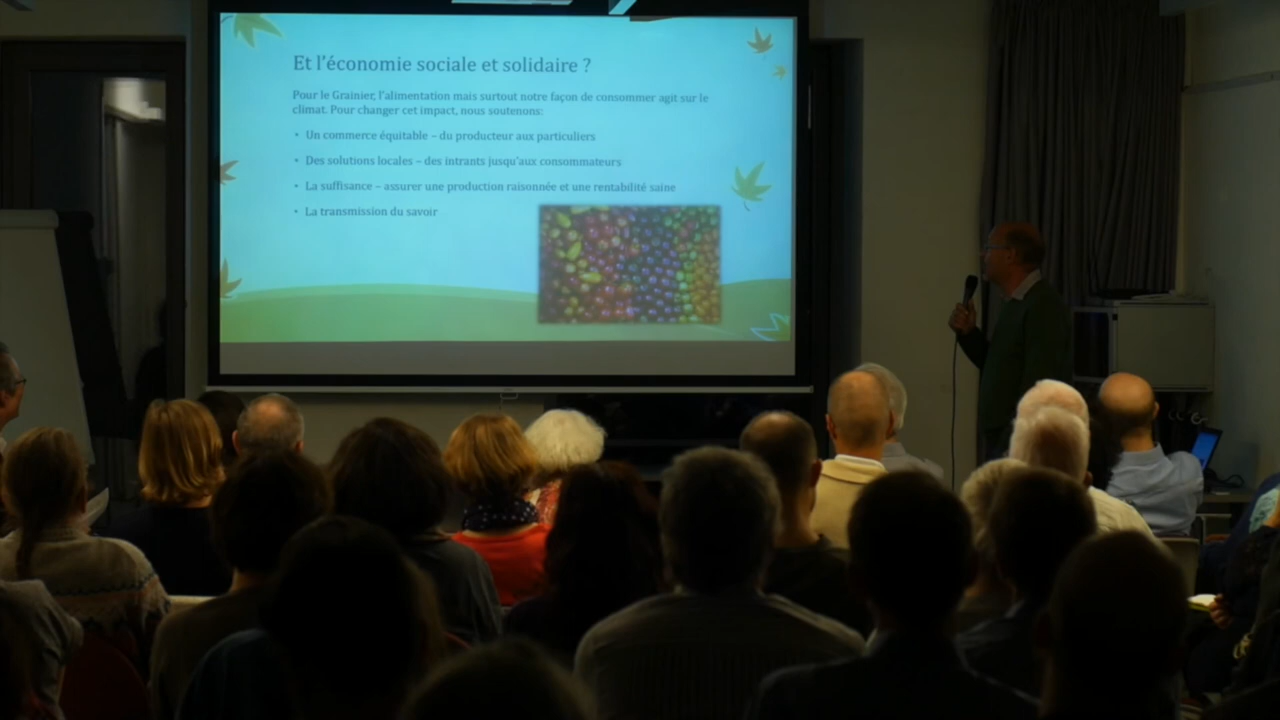 Et l'économie sociale et solidaire ?
Pour le Grainier, l'alimentation mais surtout notre façon de consommer agit sur le
climat. Pour changer cet impact, nous soutenons:
• Un commerce équitable – du producteur aux particuliers
• Des solutions locales – des intrants jusqu'aux consommateurs
• La suffisance – assurer une production raisonnée et une rentabilité saine
• La transmission du savoir